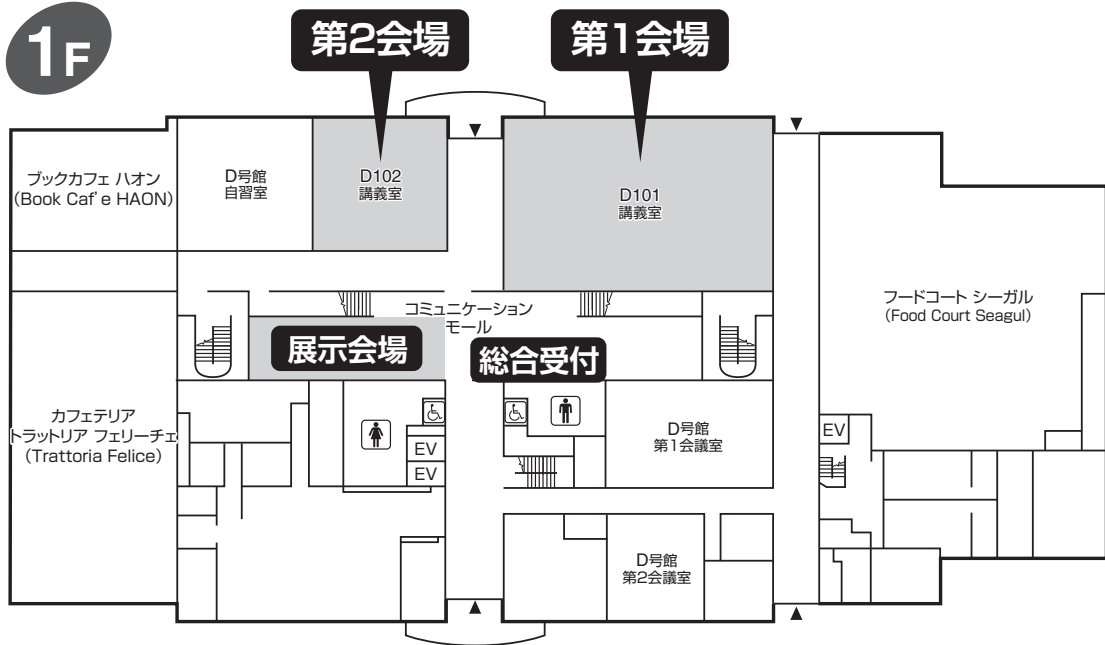 1F
第2会場
第1会場
ブックカフェ ハオン
(Book Caf'e HAON)
D号館
自習室
D102
講義室
D101
講義室
フードコート シーガル
(Food Court Seagul)
コミュニケーション
モール
展示会場
総合受付
カフェテリア
トラットリア フェリーチェ
(Trattoria Felice)
EV
EV
D号館
第1会議室
EV
D号館
第2会議室